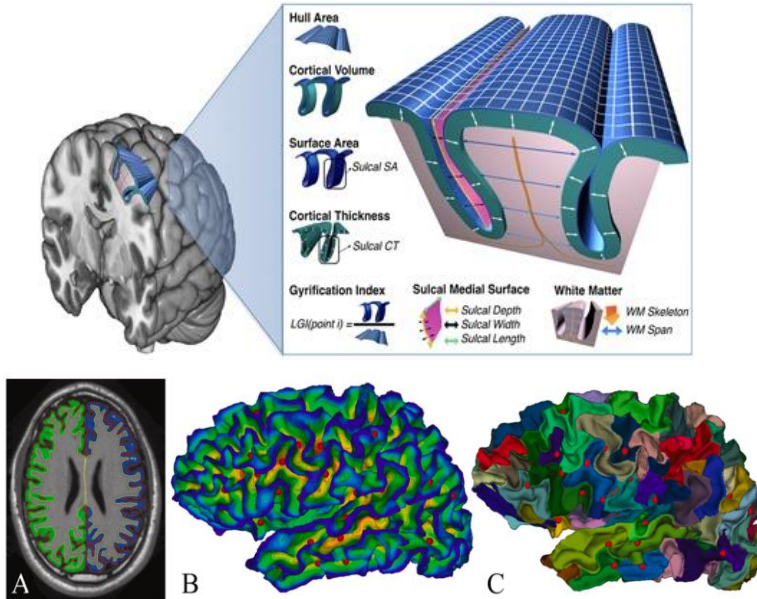 Hull Area
Cortical Volume
Surface Area
Sulcal SA
Cortical Thickness
Sulcal CT
Gyrification Index
LGI(point i) =
Sulcal Medial Surface
Sulcal Depth
Sulcal Width
Sulcal Length
White Matter
WM Skeleton
WM Span
A
B
C